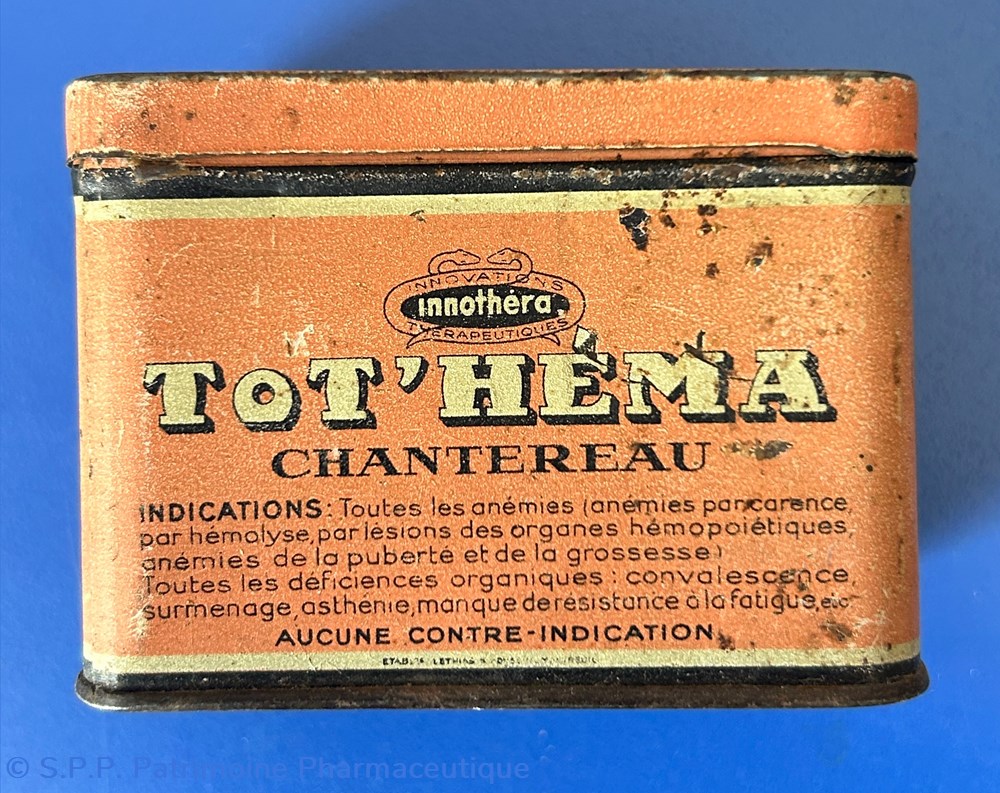 INNOVATIONS
innothéra
THERAPEUTIQUES
TOT'HÉMA
CHANTEREAU
INDICATIONS: Toutes les anémies (anémies par carence,
par hémolyse, par lésions des organes hémopoiétiques,
anémies de la puberté et de la grossesse)
Toutes les déficiences organiques : convalescence,
surmenage, asthénie, manque de résistance à la fatigue, etc
AUCUNE CONTRE-INDICATION.
© S.P.P. Patrimoine Pharmaceutique